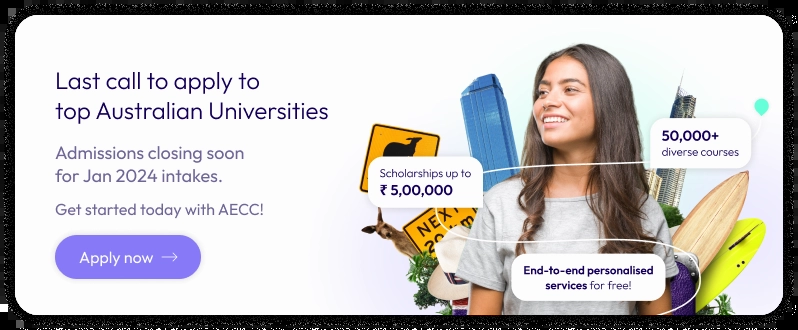 Last call to apply to
top Australian Universities
Admissions closing soon
for Jan 2024 intakes.
Get started today with AECC!
Apply now
Scholarships up to
₹ 5,00,000
50,000+
diverse courses
NEXT
20
End-to-end personalised
services for free!